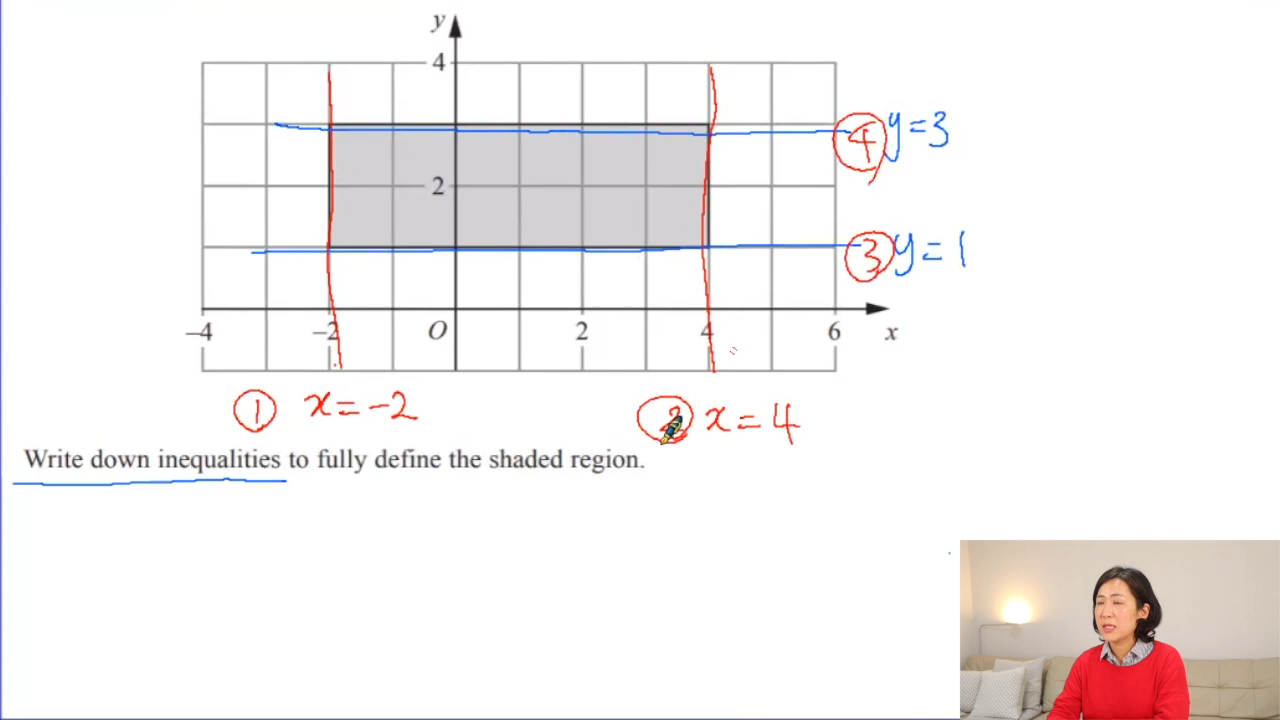 y
4
④ y=3
2
③ y=1
-4 -2 O 2 4 6 x
① x=-2 ② x=4
Write down inequalities to fully define the shaded region.